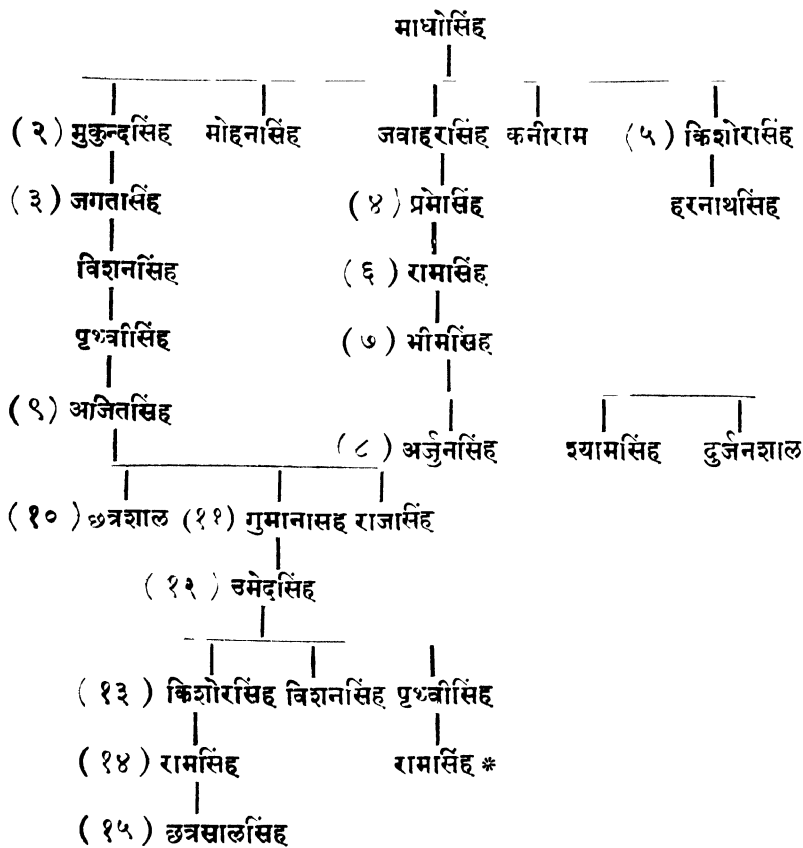 माधोसिंह
(२) मुकुन्दसिंह मोहनसिंह जवाहरसिंह कनीराम (५) किशोरसिंह
(३) जगतसिंह (४) प्रेमसिंह हरनाथसिंह
विशनसिंह (६) रामसिंह
पृथ्वीसिंह (७) भीमसिंह
(९) अजितसिंह
(८) अर्जुनसिंह श्यामसिंह दुर्जनशाल
(१०) छत्रशाल (११) गुमानासह राजसिंह
(१२) उमेदसिंह
(१३) किशोरसिंह विशनसिंह पृथ्वीसिंह
(१४) रामसिंह रामसिंह *
(१५) छत्रसालसिंह